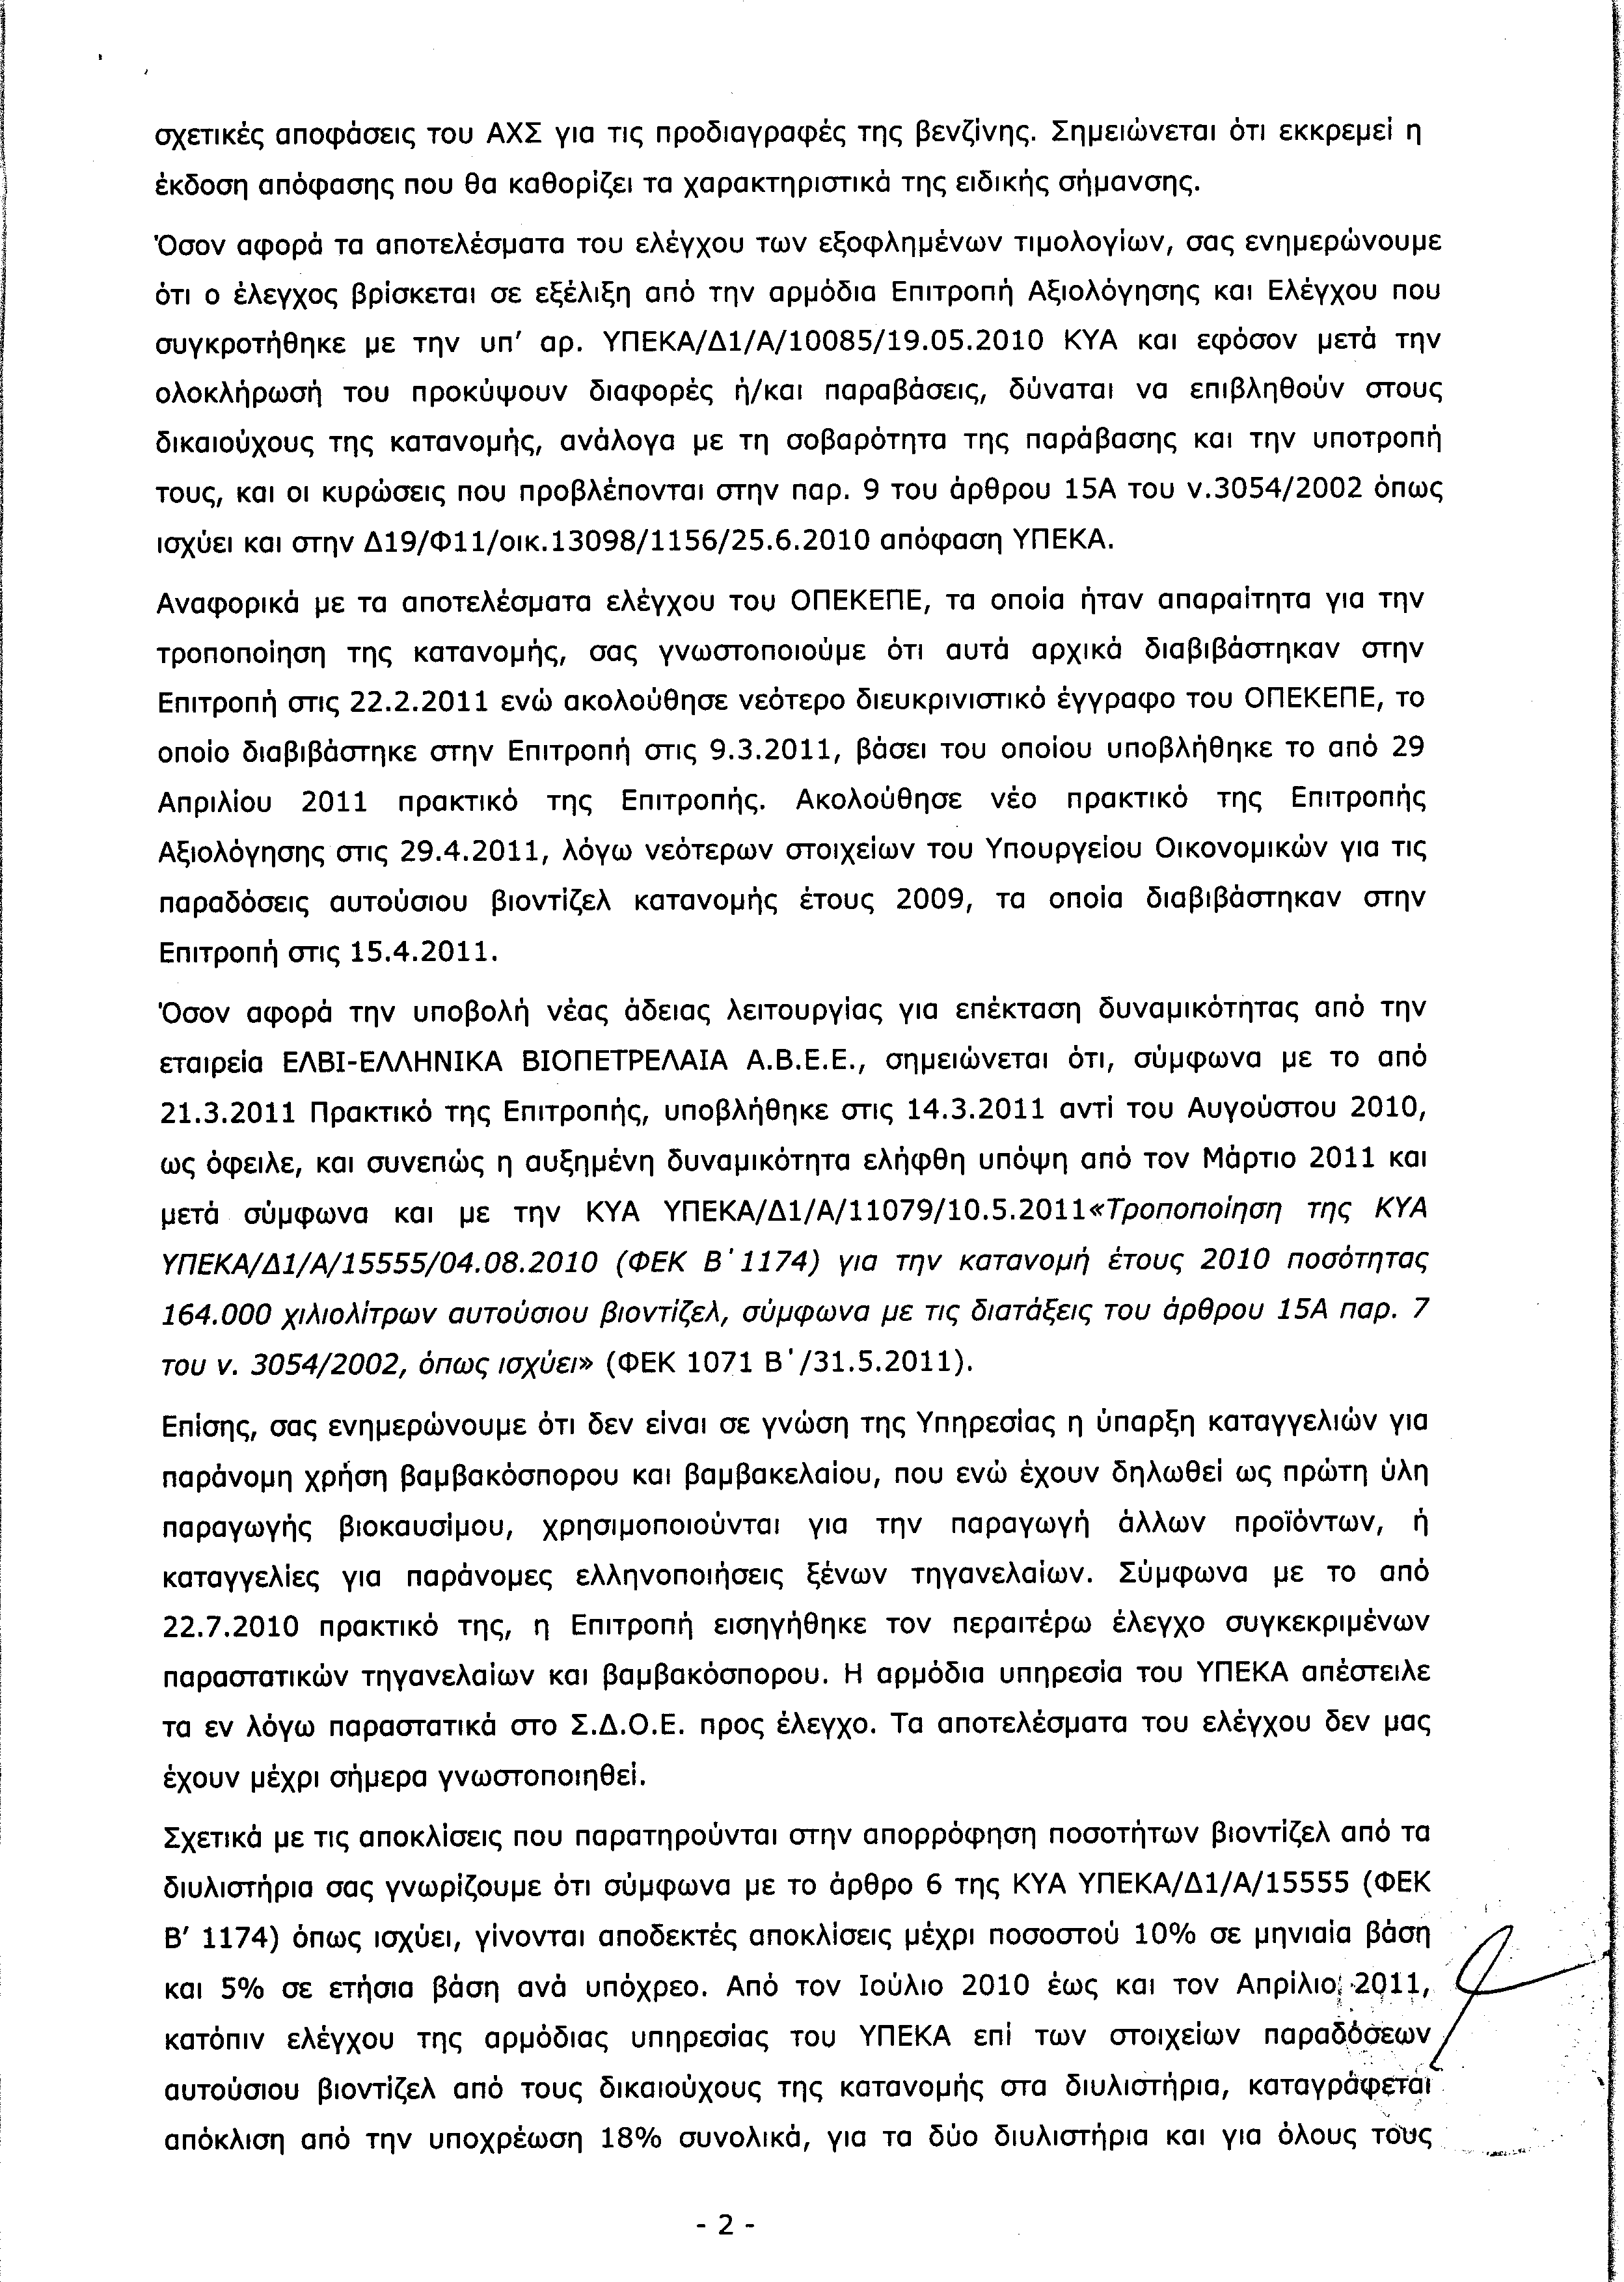 σχετικές αποφάσεις του ΑΧΣ για τις προδιαγραφές της βενζίνης. Σημειώνεται ότι εκκρεμεί η
έκδοση απόφασης που θα καθορίζει τα χαρακτηριστικά της ειδικής σήμανσης.
Όσον αφορά τα αποτελέσματα του ελέγχου των εξοφλημένων τιμολογίων, σας ενημερώνουμε
ότι ο έλεγχος βρίσκεται σε εξέλιξη από την αρμόδια Επιτροπή Αξιολόγησης και Ελέγχου που
συγκροτήθηκε με την υπ' αρ. ΥΠΕΚΑ/Δ1/Α/10085/19.05.2010 ΚΥΑ και εφόσον μετά την
ολοκλήρωσή του προκύψουν διαφορές ή/και παραβάσεις, δύναται να επιβληθούν στους
δικαιούχους της κατανομής, ανάλογα με τη σοβαρότητα της παράβασης και την υποτροπή
τους, και οι κυρώσεις που προβλέπονται στην παρ. 9 του άρθρου 15Α του ν.3054/2002 όπως
ισχύει και στην Δ19/Φ11/οικ.13098/1156/25.6.2010 απόφαση ΥΠΕΚΑ.
Αναφορικά με τα αποτελέσματα ελέγχου του ΟΠΕΚΕΠΕ, τα οποία ήταν απαραίτητα για την
τροποποίηση της κατανομής, σας γνωστοποιούμε ότι αυτά αρχικά διαβιβάστηκαν στην
Επιτροπή στις 22.2.2011 ενώ ακολούθησε νεότερο διευκρινιστικό έγγραφο του ΟΠΕΚΕΠΕ, το
οποίο διαβιβάστηκε στην Επιτροπή στις 9.3.2011, βάσει του οποίου υποβλήθηκε το από 29
Απριλίου 2011 πρακτικό της Επιτροπής. Ακολούθησε νέο πρακτικό της Επιτροπής
Αξιολόγησης στις 29.4.2011, λόγω νεότερων στοιχείων του Υπουργείου Οικονομικών για τις
παραδόσεις αυτούσιου βιοντίζελ κατανομής έτους 2009, τα οποία διαβιβάστηκαν στην
Επιτροπή στις 15.4.2011.
Όσον αφορά την υποβολή νέας άδειας λειτουργίας για επέκταση δυναμικότητας από την
εταιρεία ΕΛΒΙ-ΕΛΛΗΝΙΚΑ ΒΙΟΠΕΤΡΕΛΑΙΑ Α.Β.Ε.Ε., σημειώνεται ότι, σύμφωνα με το από
21.3.2011 Πρακτικό της Επιτροπής, υποβλήθηκε στις 14.3.2011 αντί του Αυγούστου 2010,
ως όφειλε, και συνεπώς η αυξημένη δυναμικότητα ελήφθη υπόψη από τον Μάρτιο 2011 και
μετά σύμφωνα και με την ΚΥΑ ΥΠΕΚΑ/Δ1/Α/11079/10.5.2011«Τροποποίηση της ΚΥΑ
ΥΠΕΚΑ/Δ1/Α/15555/04.08.2010 (ΦΕΚ Β΄1174) για την κατανομή έτους 2010 ποσότητας
164.000 χιλιολίτρων αυτούσιου βιοντίζελ, σύμφωνα με τις διατάξεις του άρθρου 15Α παρ. 7
του ν. 3054/2002, όπως ισχύει» (ΦΕΚ 1071 Β΄/31.5.2011).
Επίσης, σας ενημερώνουμε ότι δεν είναι σε γνώση της Υπηρεσίας η ύπαρξη καταγγελιών για
παράνομη χρήση βαμβακόσπορου και βαμβακελαίου, που ενώ έχουν δηλωθεί ως πρώτη ύλη
παραγωγής βιοκαυσίμου, χρησιμοποιούνται για την παραγωγή άλλων προϊόντων, ή
καταγγελίες για παράνομες ελληνοποιήσεις ξένων τηγανελαίων. Σύμφωνα με το από
22.7.2010 πρακτικό της, η Επιτροπή εισηγήθηκε τον περαιτέρω έλεγχο συγκεκριμένων
παραστατικών τηγανελαίων και βαμβακόσπορου. Η αρμόδια υπηρεσία του ΥΠΕΚΑ απέστειλε
τα εν λόγω παραστατικά στο Σ.Δ.Ο.Ε. προς έλεγχο. Τα αποτελέσματα του ελέγχου δεν μας
έχουν μέχρι σήμερα γνωστοποιηθεί.
Σχετικά με τις αποκλίσεις που παρατηρούνται στην απορρόφηση ποσοτήτων βιοντίζελ από τα
διυλιστήρια σας γνωρίζουμε ότι σύμφωνα με το άρθρο 6 της ΚΥΑ ΥΠΕΚΑ/Δ1/Α/15555 (ΦΕΚ
Β' 1174) όπως ισχύει, γίνονται αποδεκτές αποκλίσεις μέχρι ποσοστού 10% σε μηνιαία βάση
και 5% σε ετήσια βάση ανά υπόχρεο. Από τον Ιούλιο 2010 έως και τον Απρίλιο 2011,
κατόπιν ελέγχου της αρμόδιας υπηρεσίας του ΥΠΕΚΑ επί των στοιχείων παραδόσεων
αυτούσιου βιοντίζελ από τους δικαιούχους της κατανομής στα διυλιστήρια, καταγράφεται
απόκλιση από την υποχρέωση 18% συνολικά, για τα δύο διυλιστήρια και για όλους τους
- 2 -